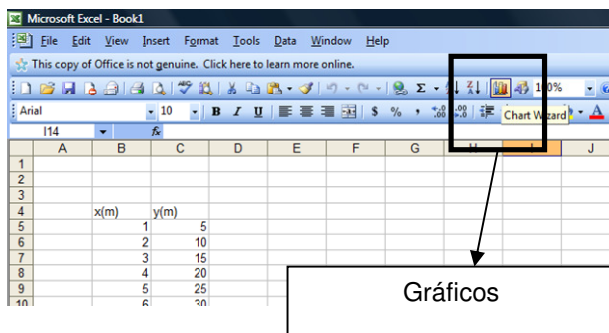 Microsoft Excel - Book1
File Edit View Insert Format Tools Data Window Help
This copy of Office is not genuine. Click here to learn more online.
100%
Arial 10 B I U $ % ,
Chart Wizard
I14 fx
A B C D E F G H I J
1
2
3
4 x(m) y(m)
5 1 5
6 2 10
7 3 15
8 4 20
9 5 25
10 6 30
Gráficos